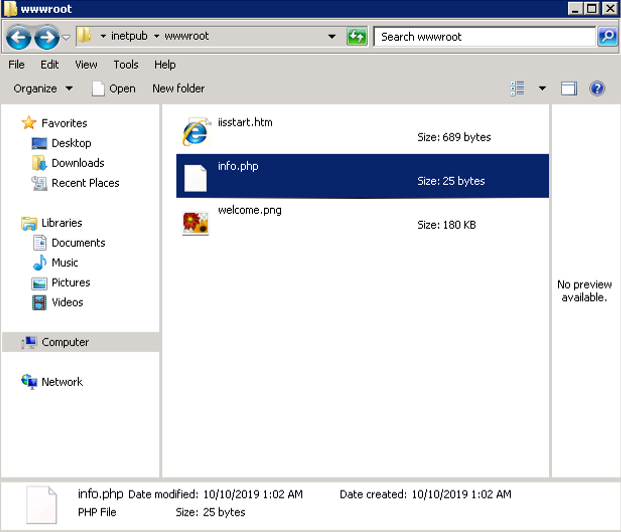 wwwroot
inetpub wwwroot Search wwwroot
File Edit View Tools Help
Organize Open New folder
Favorites
Desktop
Downloads
Recent Places
Libraries
Documents
Music
Pictures
Videos
Computer
Network
iisstart.htm
Size: 689 bytes
info.php
Size: 25 bytes
welcome.png
Size: 180 KB
No preview
available.
info.php Date modified: 10/10/2019 1:02 AM Date created: 10/10/2019 1:02 AM
PHP File Size: 25 bytes